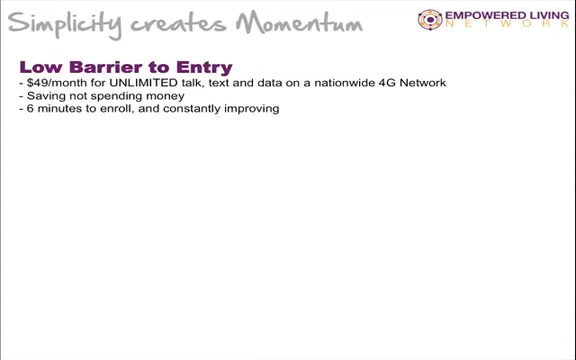 Simplicity creates Momentum
EMPOWERED LIVING
NETWORK
Low Barrier to Entry
- $49/month for UNLIMITED talk, text and data on a nationwide 4G Network
- Saving not spending money
- 6 minutes to enroll, and constantly improving